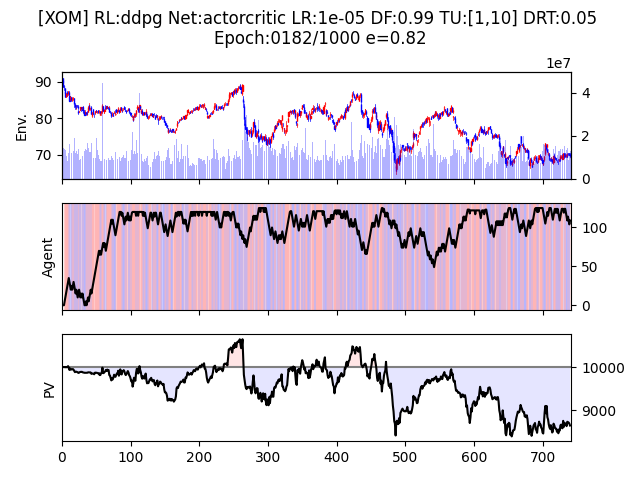 [XOM] RL:ddpg Net:actorcritic LR:1e-05 DF:0.99 TU:[1,10] DRT:0.05
Epoch:0182/1000 e=0.82
1e7
90
80
70
Env.
4
2
0
Agent
100
50
0
PV
10000
9000
0 100 200 300 400 500 600 700